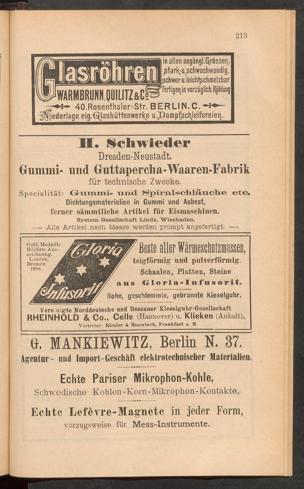 213
Glasröhren
in allen angängl. Grössen,
stark- u. schwachwandig,
schwer- u. leichtschmelzbar
fertigen in vorzüglich. Kühlung
WARMBRUNN, QUILITZ & Co
40. Rosenthaler-Str. BERLIN. C.
Niederlage eig. Glashüttenwerke u. Dampfschleifereien.
H. Schwieder
Dresden-Neustadt.
Gummi- und Guttapercha-Waaren-Fabrik
für technische Zwecke.
Specialität: Gummi- und Spiralschläuche etc.
Dichtungsmaterialien in Gummi und Asbest,
ferner sämmtliche Artikel für Eismaschinen.
System Gesellschaft Linde, Wiesbaden.
Alle Artikel nach Maass werden prompt angefertigt.
Gold. Medaille
Höchste Aus-
zeichnung.
London,
Bremen
1890.
Gloria
Infusorit
Beste aller Wärmeschutzmassen,
teigförmig und pulverförmig.
Schaalen, Platten, Steine
aus Gloria-Infusorit.
Rohe, geschlemmte, gebrannte Kieselguhr.
Vereinigte Norddeutsche und Dessauer Kieselguhr-Gesellschaft
RHEINHOLD & Co., Celle (Hannover) u. Klieken (Anhalt),
G. MANKIEWITZ, Berlin N. 37.
Agentur- und Import-Geschäft elektrotechnischer Materialien.
Echte Pariser Mikrophon-Kohle,
Schwedische Kohlen-Korn-Mikrophon-Kontakte,
Echte Lefèvre-Magnete in jeder Form,
vorzugsweise für Mess-Instrumente.